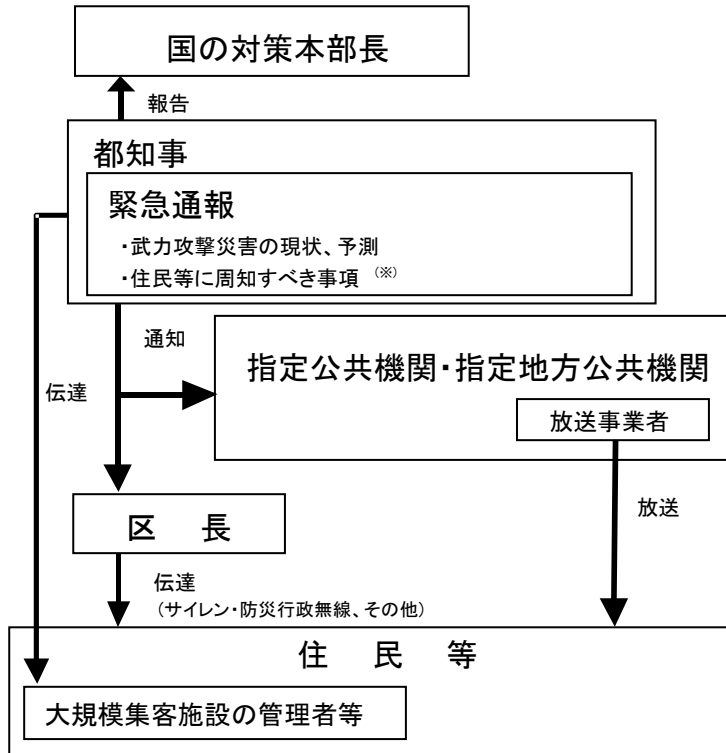 国の対策本部長
報告
都知事
緊急通報
・武力攻撃災害の現状、予測
・住民等に周知すべき事項 (※)
通知
指定公共機関・指定地方公共機関
伝達
放送事業者
放送
区 長
伝達
(サイレン・防災行政無線、その他)
住 民 等
大規模集客施設の管理者等